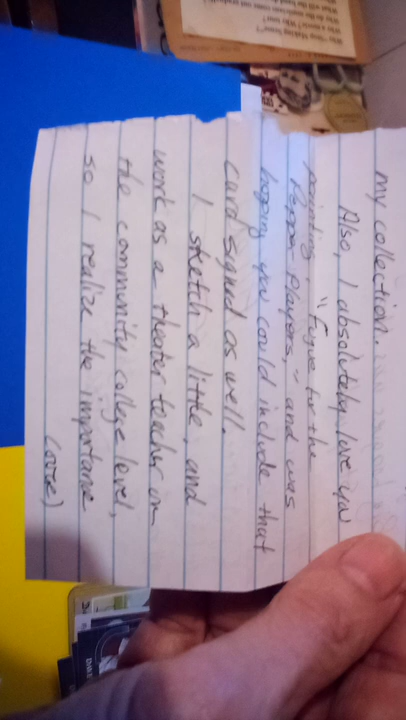 my collection.
Also, I absolutely love you
painting, "Fugue for the
Pepper Players," and was
hoping you could include that
card signed as well.
I sketch a little, and
work as a theater teacher on
the community college level,
so I realize the importance
(over)